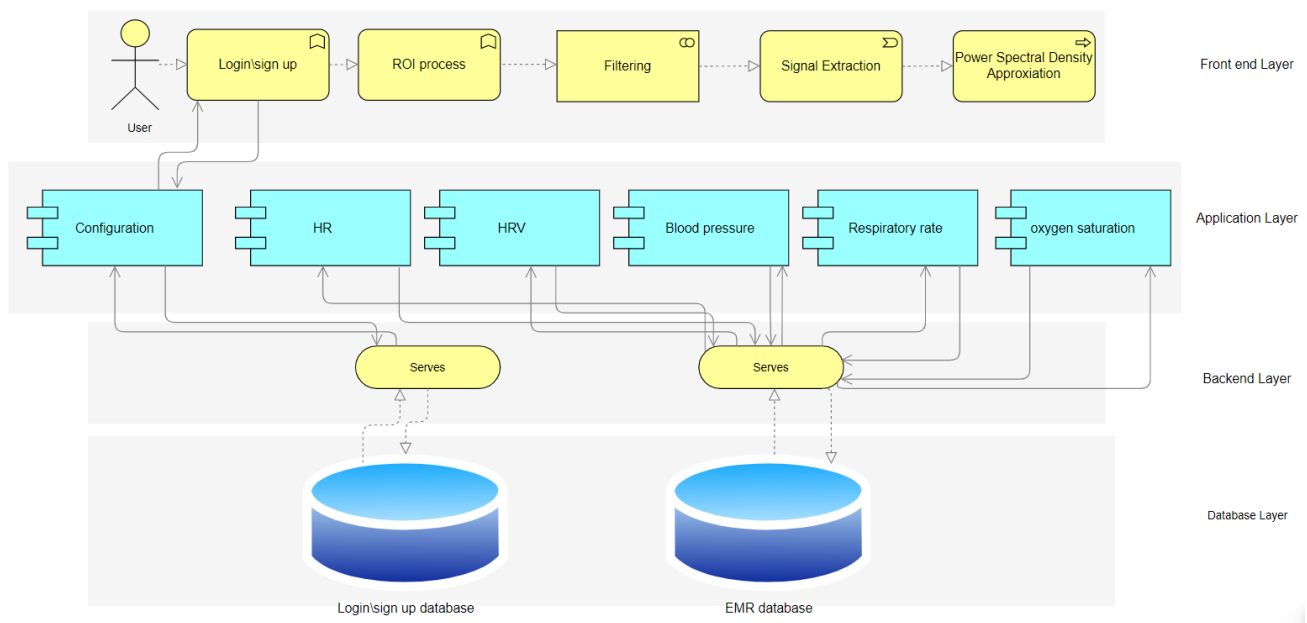 Login\sign up
ROI process
Filtering
Signal Extraction
Power Spectral Density
Approxiation
Front end Layer
User
Configuration
HR
HRV
Blood pressure
Respiratory rate
oxygen saturation
Application Layer
Serves
Serves
Backend Layer
Database Layer
Login\sign up database
EMR database